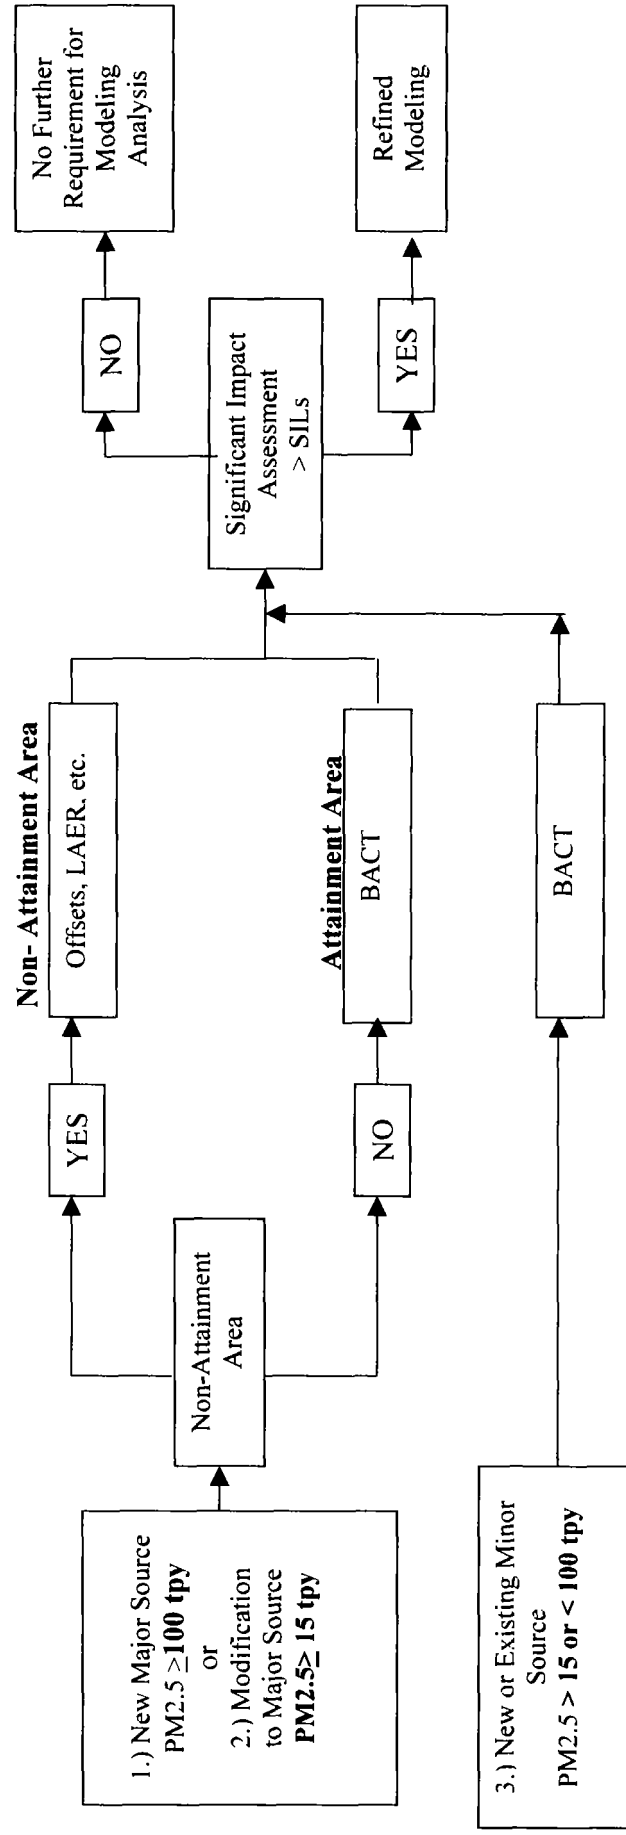 1.) New Major Source
PM2.5 ≥100 tpy
or
2.) Modification
to Major Source
PM2.5≥ 15 tpy
Non-Attainment
Area
YES
NO
Non- Attainment Area
Offsets, LAER, etc.
Attainment Area
BACT
3.) New or Existing Minor
Source
PM2.5 > 15 or < 100 tpy
BACT
Significant Impact
Assessment
> SILs
NO
YES
No Further
Requirement for
Modeling
Analysis
Refined
Modeling